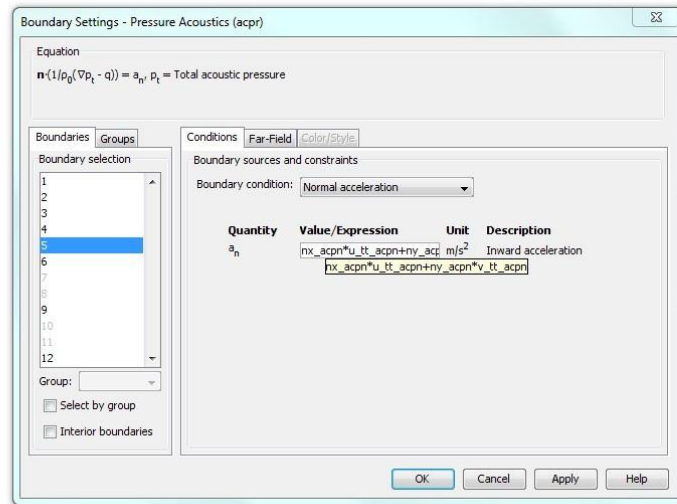 Boundary Settings - Pressure Acoustics (acpr)
Equation
n·(1/ρ₀(∇pₜ - q)) = aₙ, pₜ = Total acoustic pressure
Boundaries Groups
Boundary selection
1
2
3
4
5
6
7
8
9
10
11
12
Group:
Select by group
Interior boundaries
Conditions Far-Field Color/Style
Boundary sources and constraints
Boundary condition: Normal acceleration
Quantity Value/Expression Unit Description
aₙ nx_acpn*u_tt_acpn+ny_acp m/s² Inward acceleration
nx_acpn*u_tt_acpn+ny_acpn*v_tt_acpn
OK Cancel Apply Help